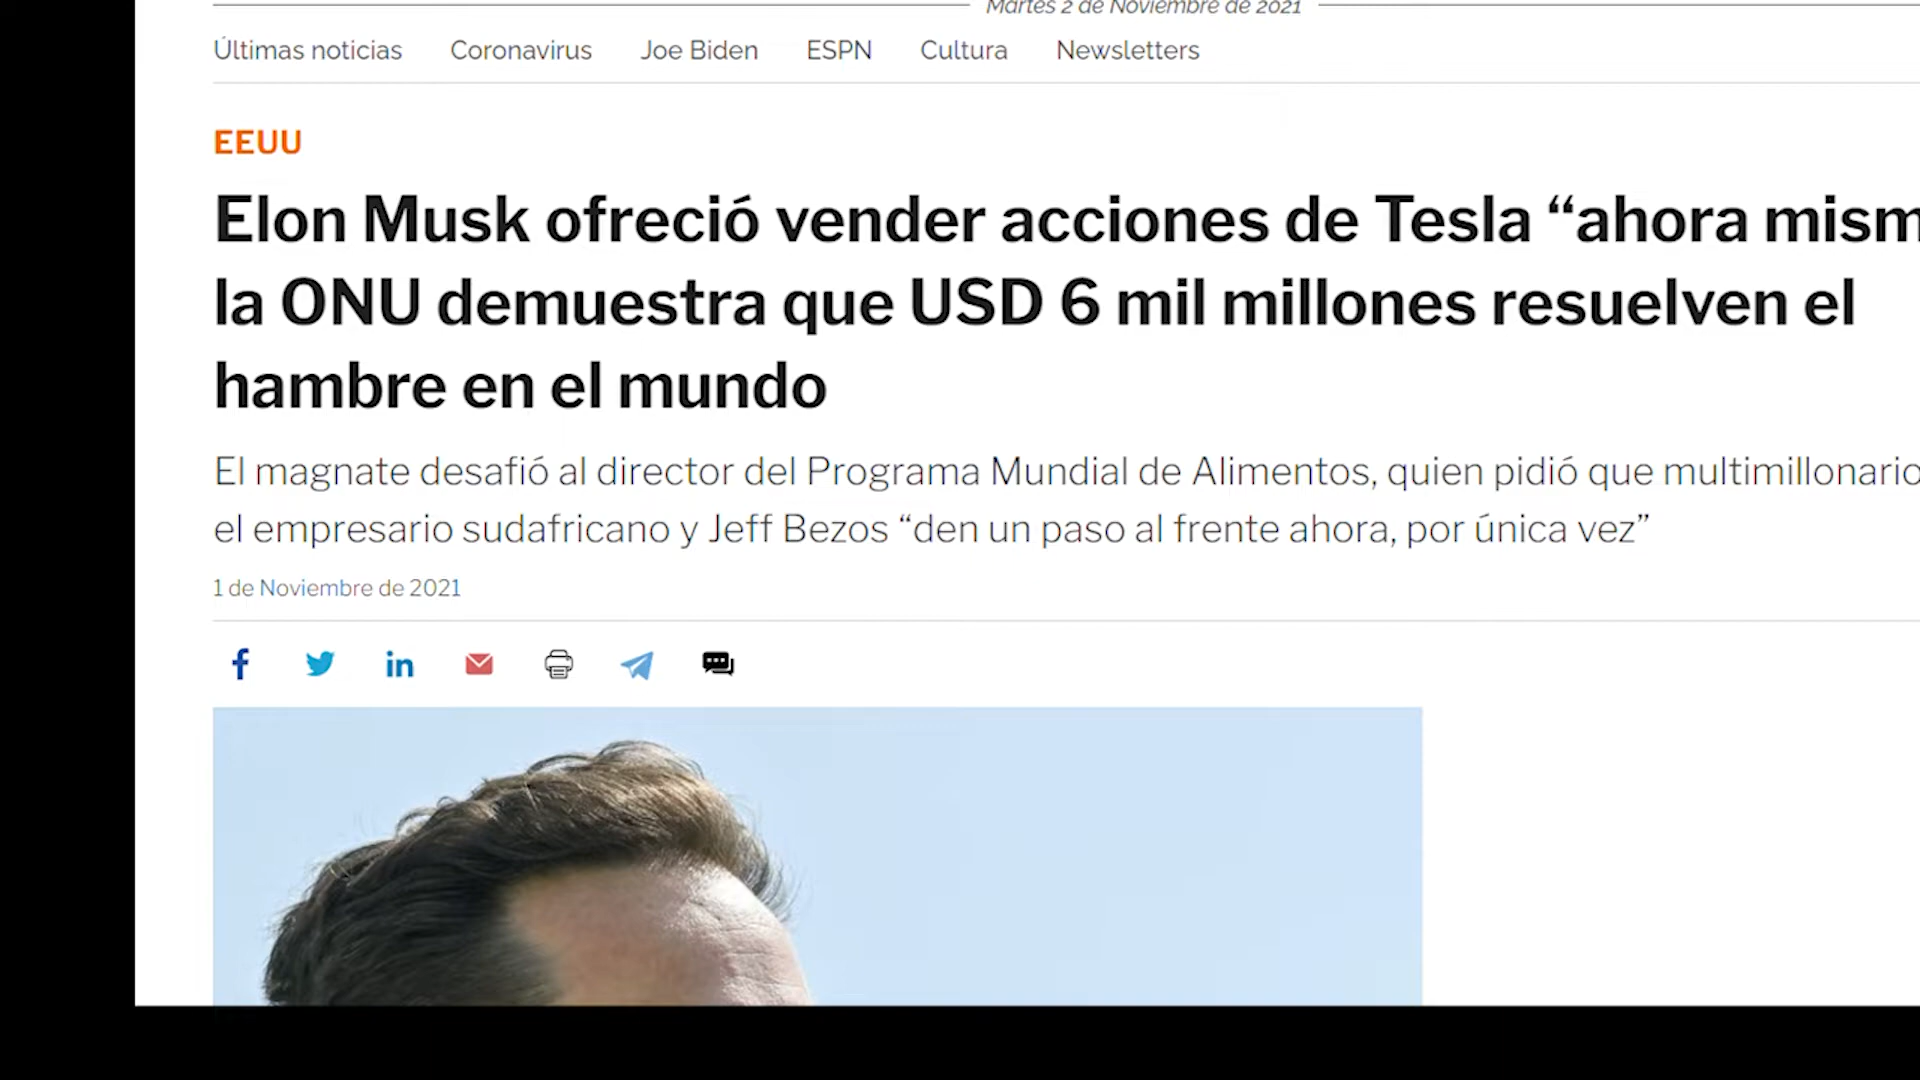 Martes 2 de Noviembre de 2021
Últimas noticias Coronavirus Joe Biden ESPN Cultura Newsletters
EEUU
Elon Musk ofreció vender acciones de Tesla “ahora mism
la ONU demuestra que USD 6 mil millones resuelven el
hambre en el mundo
El magnate desafió al director del Programa Mundial de Alimentos, quien pidió que multimillonario
el empresario sudafricano y Jeff Bezos “den un paso al frente ahora, por única vez”
1 de Noviembre de 2021